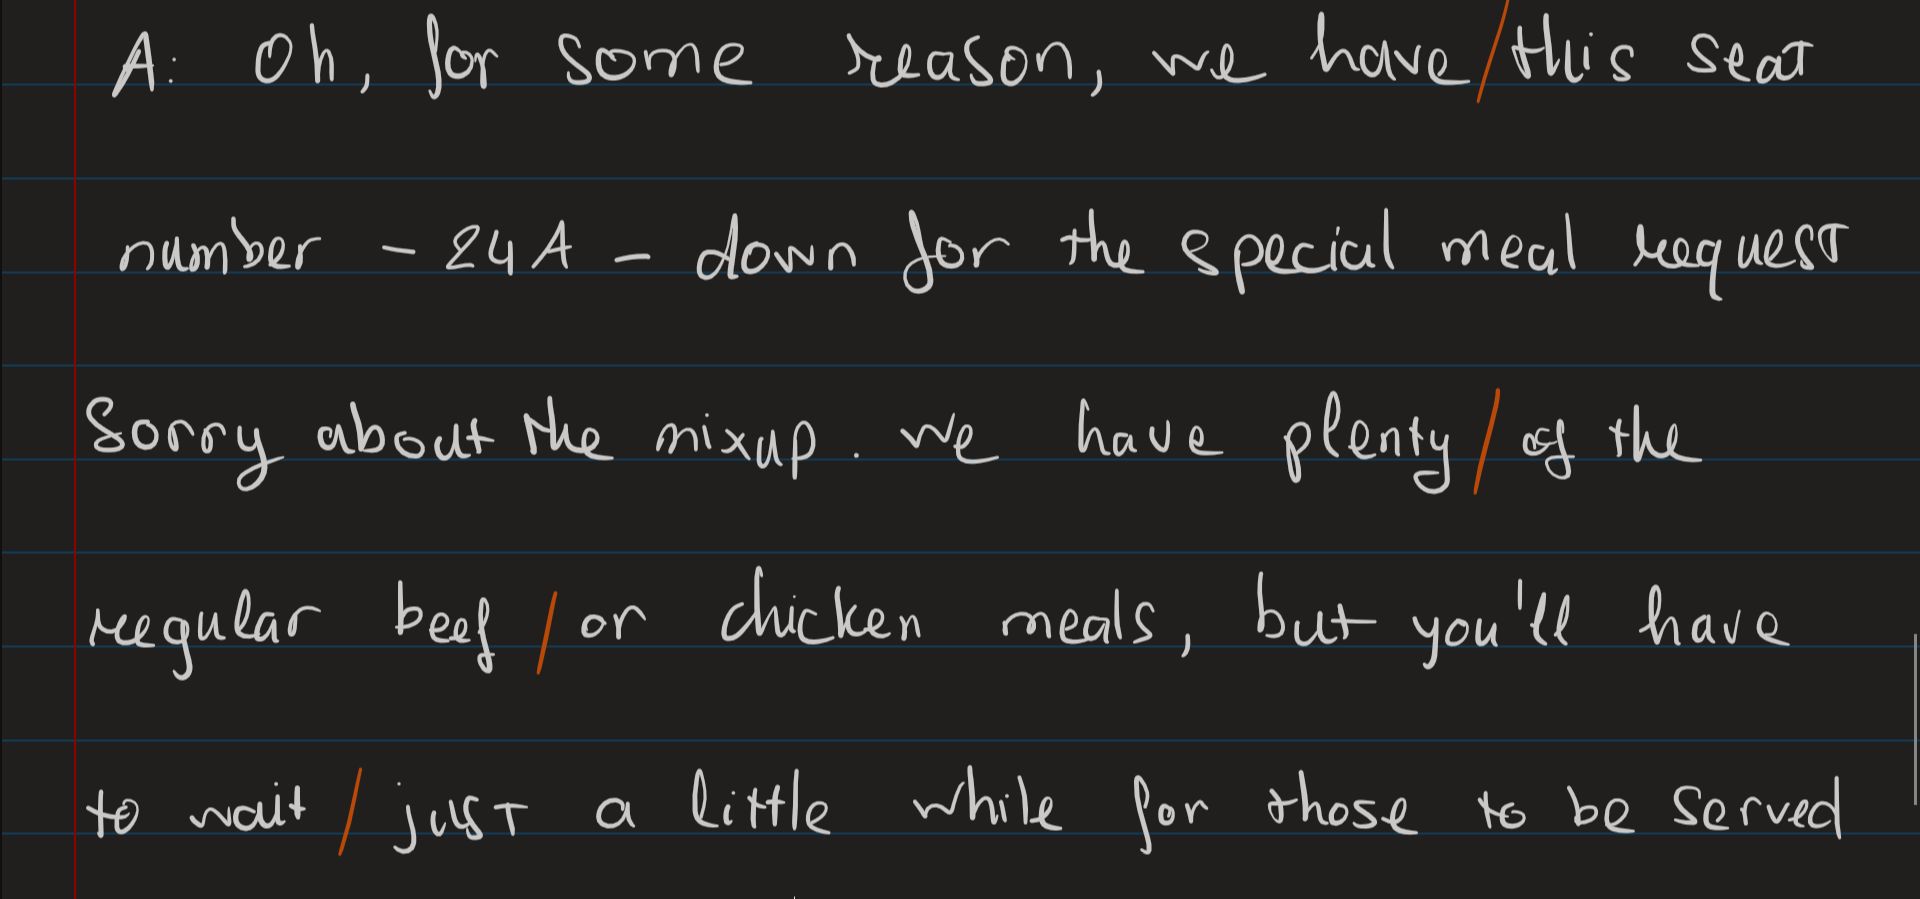 A: Oh, for some reason, we have / this seat
number - 24A - down for the special meal request
Sorry about the mixup. we have plenty / of the
regular beef / or chicken meals, but you'll have
to wait / just a little while for those to be served